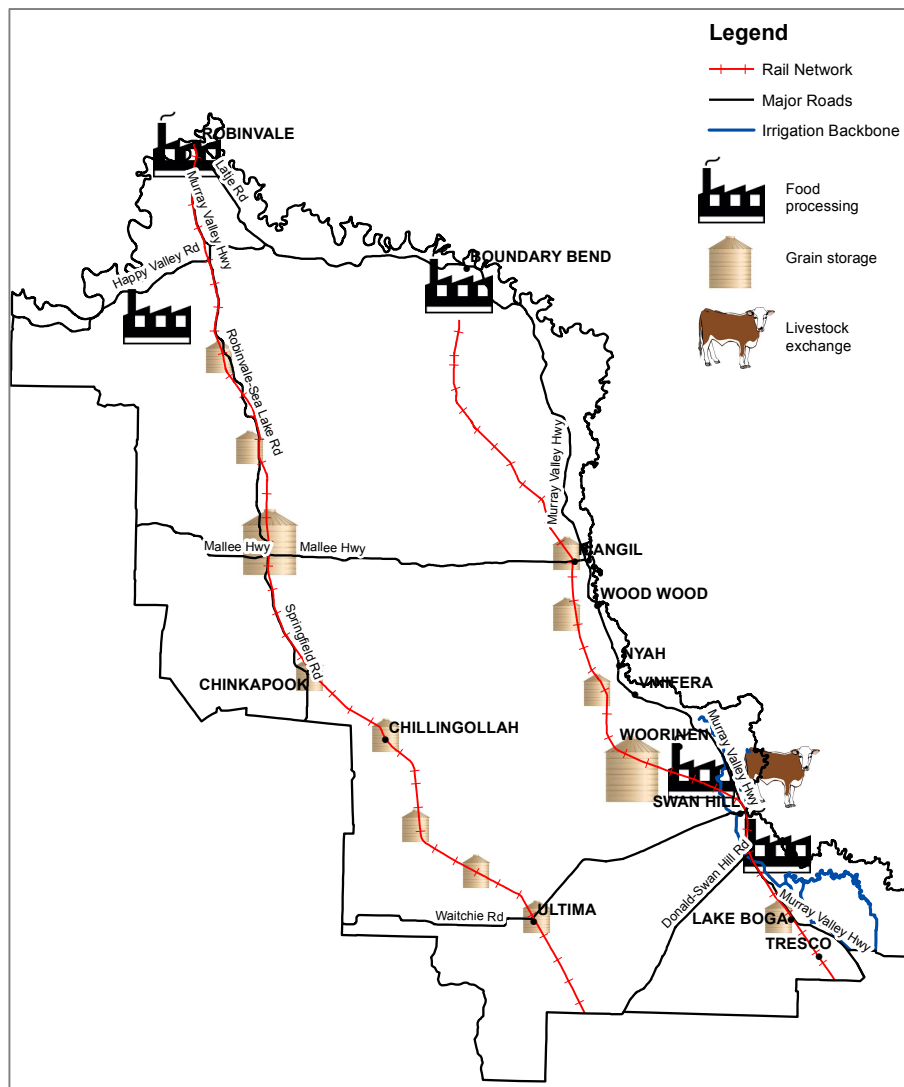 Legend
Rail Network
Major Roads
Irrigation Backbone
Food
processing
Grain storage
Livestock
exchange
ROBINVALE
Latje Rd
Murray Valley Hwy
Happy Valley Rd
BOUNDARY BEND
Robinvale-Sea Lake Rd
Murray Valley Hwy
Mallee Hwy
Mallee Hwy
PIANGIL
WOOD WOOD
Springfield Rd
NYAH
CHINKAPOOK
VINIFERA
CHILLINGOLLAH
WOORINEN
Murray Valley Hwy
SWAN HILL
Donald-Swan Hill Rd
Murray Valley Hwy
ULTIMA
Waitchie Rd
LAKE BOGA
TRESCO